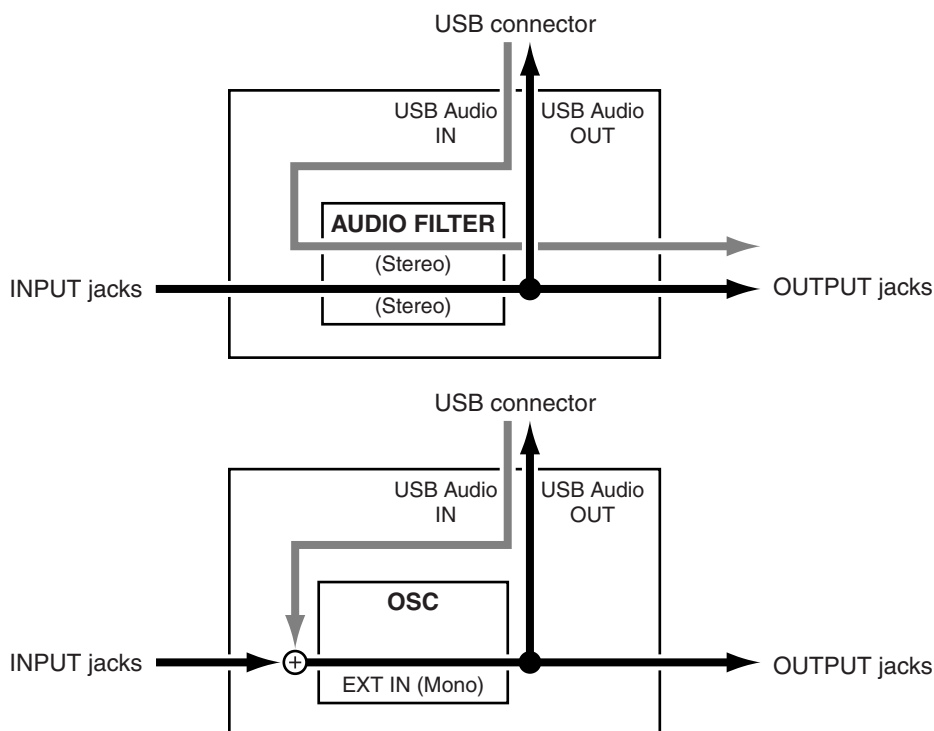 USB connector
USB Audio
IN
USB Audio
OUT
AUDIO FILTER
(Stereo)
INPUT jacks
(Stereo)
OUTPUT jacks
USB connector
USB Audio
IN
USB Audio
OUT
OSC
INPUT jacks
+
EXT IN (Mono)
OUTPUT jacks